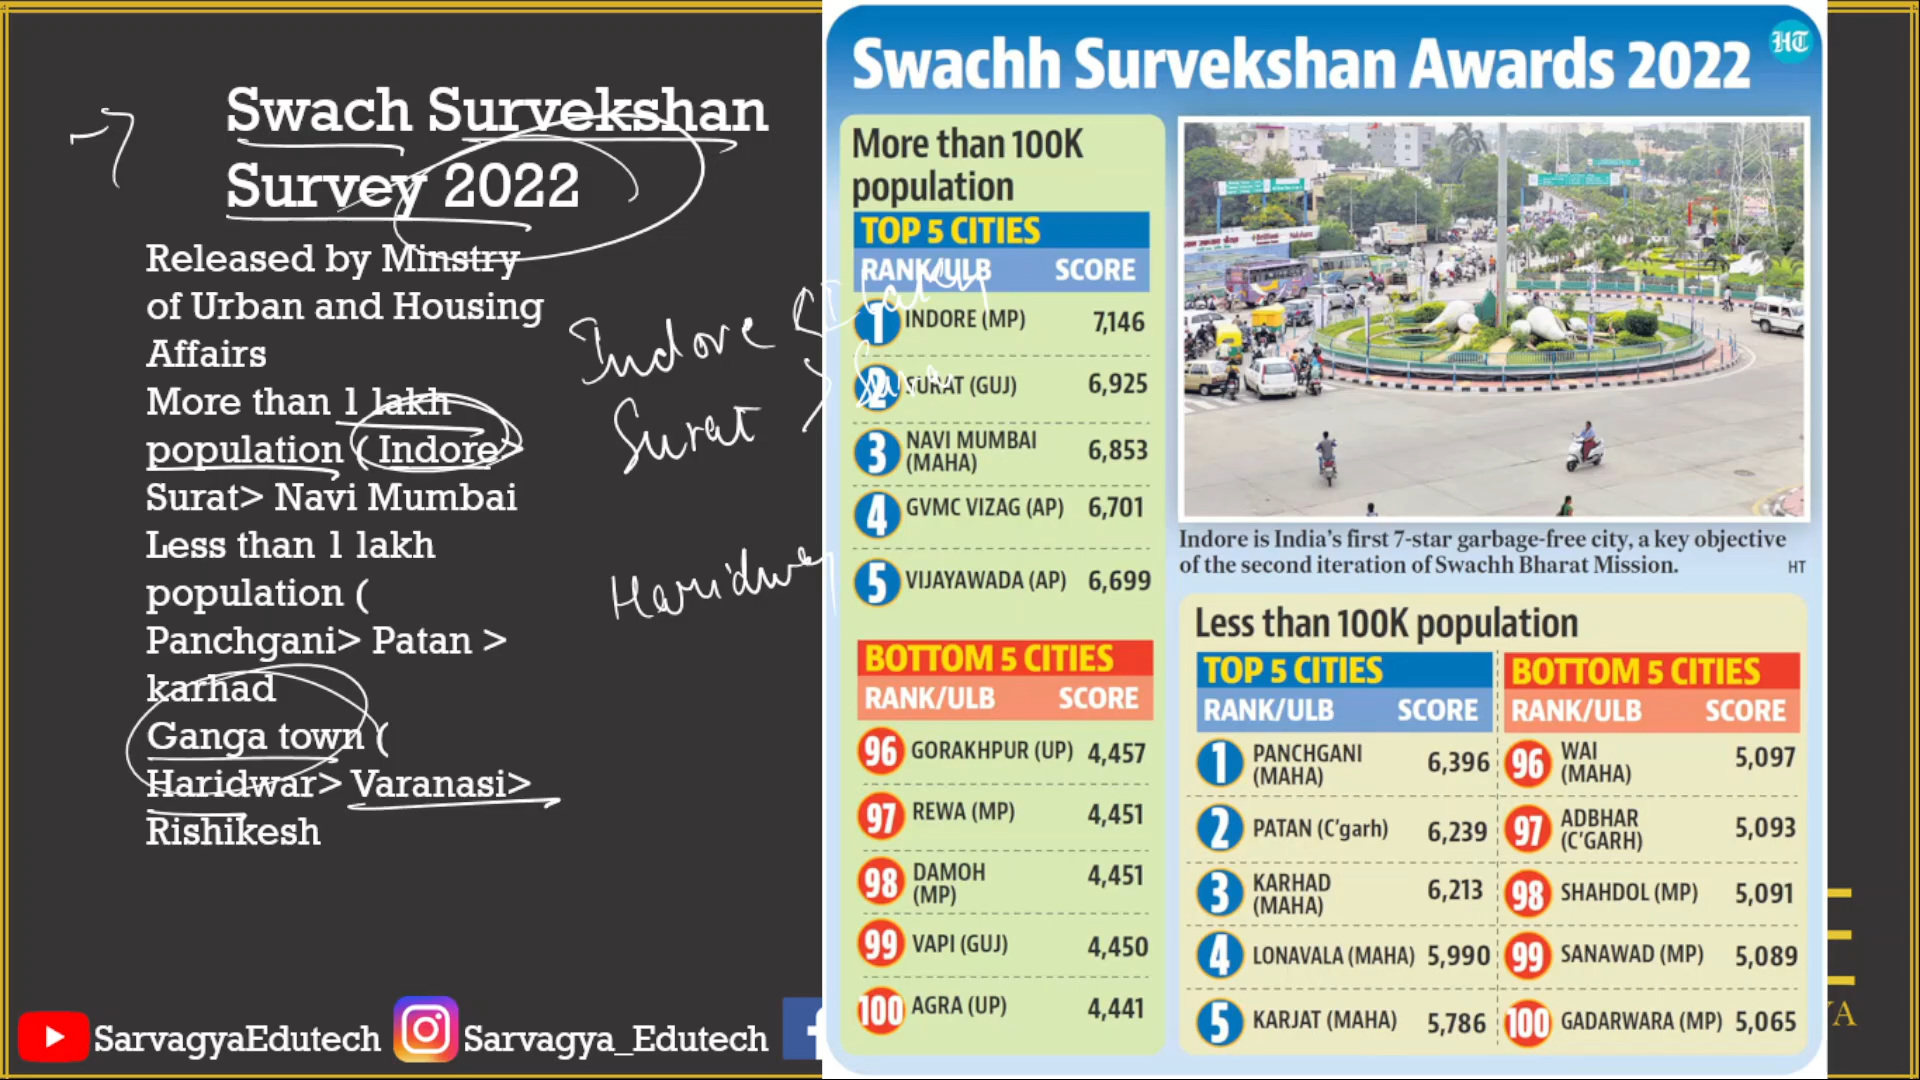 Swach Survekshan
Survey 2022
Released by Minstry
of Urban and Housing
Affairs
More than 1 lakh
population ( Indore>
Surat> Navi Mumbai
Less than 1 lakh
population (
Panchgani> Patan >
karhad
Ganga town (
Haridwar> Varanasi>
Rishikesh
Indore
Surat >
Haridwar
SarvagyaEdutech
Sarvagya_Edutech
Swachh Survekshan Awards 2022
HT
More than 100K
population
TOP 5 CITIES
RANK/ULB SCORE
1 INDORE (MP) 7,146
2 SURAT (GUJ) 6,925
3 NAVI MUMBAI (MAHA) 6,853
4 GVMC VIZAG (AP) 6,701
5 VIJAYAWADA (AP) 6,699
BOTTOM 5 CITIES
RANK/ULB SCORE
96 GORAKHPUR (UP) 4,457
97 REWA (MP) 4,451
98 DAMOH (MP) 4,451
99 VAPI (GUJ) 4,450
100 AGRA (UP) 4,441
Indore is India's first 7-star garbage-free city, a key objective
of the second iteration of Swachh Bharat Mission. HT
Less than 100K population
TOP 5 CITIES
RANK/ULB SCORE
1 PANCHGANI (MAHA) 6,396
2 PATAN (C'garh) 6,239
3 KARHAD (MAHA) 6,213
4 LONAVALA (MAHA) 5,990
5 KARJAT (MAHA) 5,786
BOTTOM 5 CITIES
RANK/ULB SCORE
96 WAI (MAHA) 5,097
97 ADBHAR (C'GARH) 5,093
98 SHAHDOL (MP) 5,091
99 SANAWAD (MP) 5,089
100 GADARWARA (MP) 5,065
YA